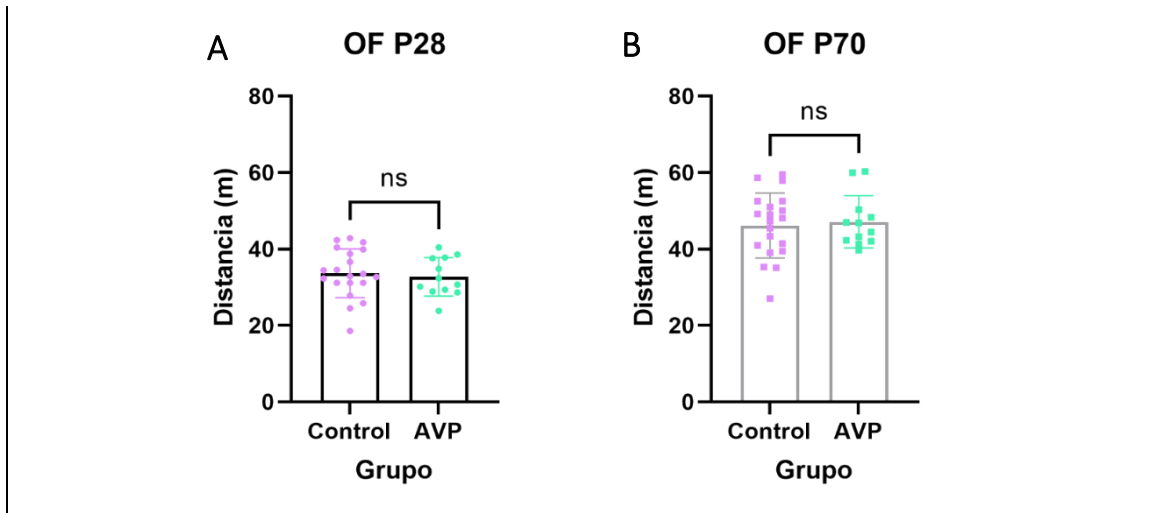 A
OF P28
80
60
40
20
0
Distancia (m)
ns
Control
AVP
Grupo
B
OF P70
80
60
40
20
0
Distancia (m)
ns
Control
AVP
Grupo